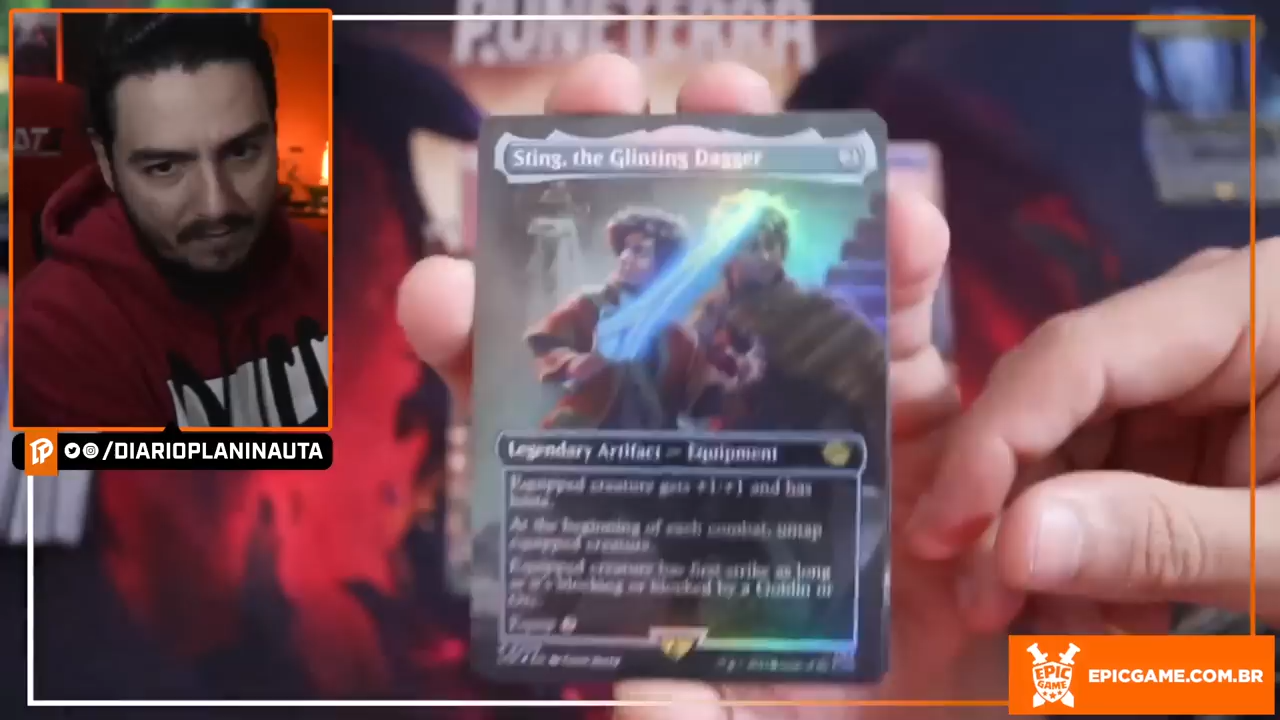 RUNETERRA
Sting, the Glinting Dagger
Legendary Artifact — Equipment
Equipped creature gets +1/+1 and has
haste.
At the beginning of each combat, untap
equipped creature.
Equipped creature has first strike as long
as it's blocking or blocked by a Goblin or
Orc.
Equip
/DIARIOPLANINAUTA
EPIC
GAME
EPICGAME.COM.BR